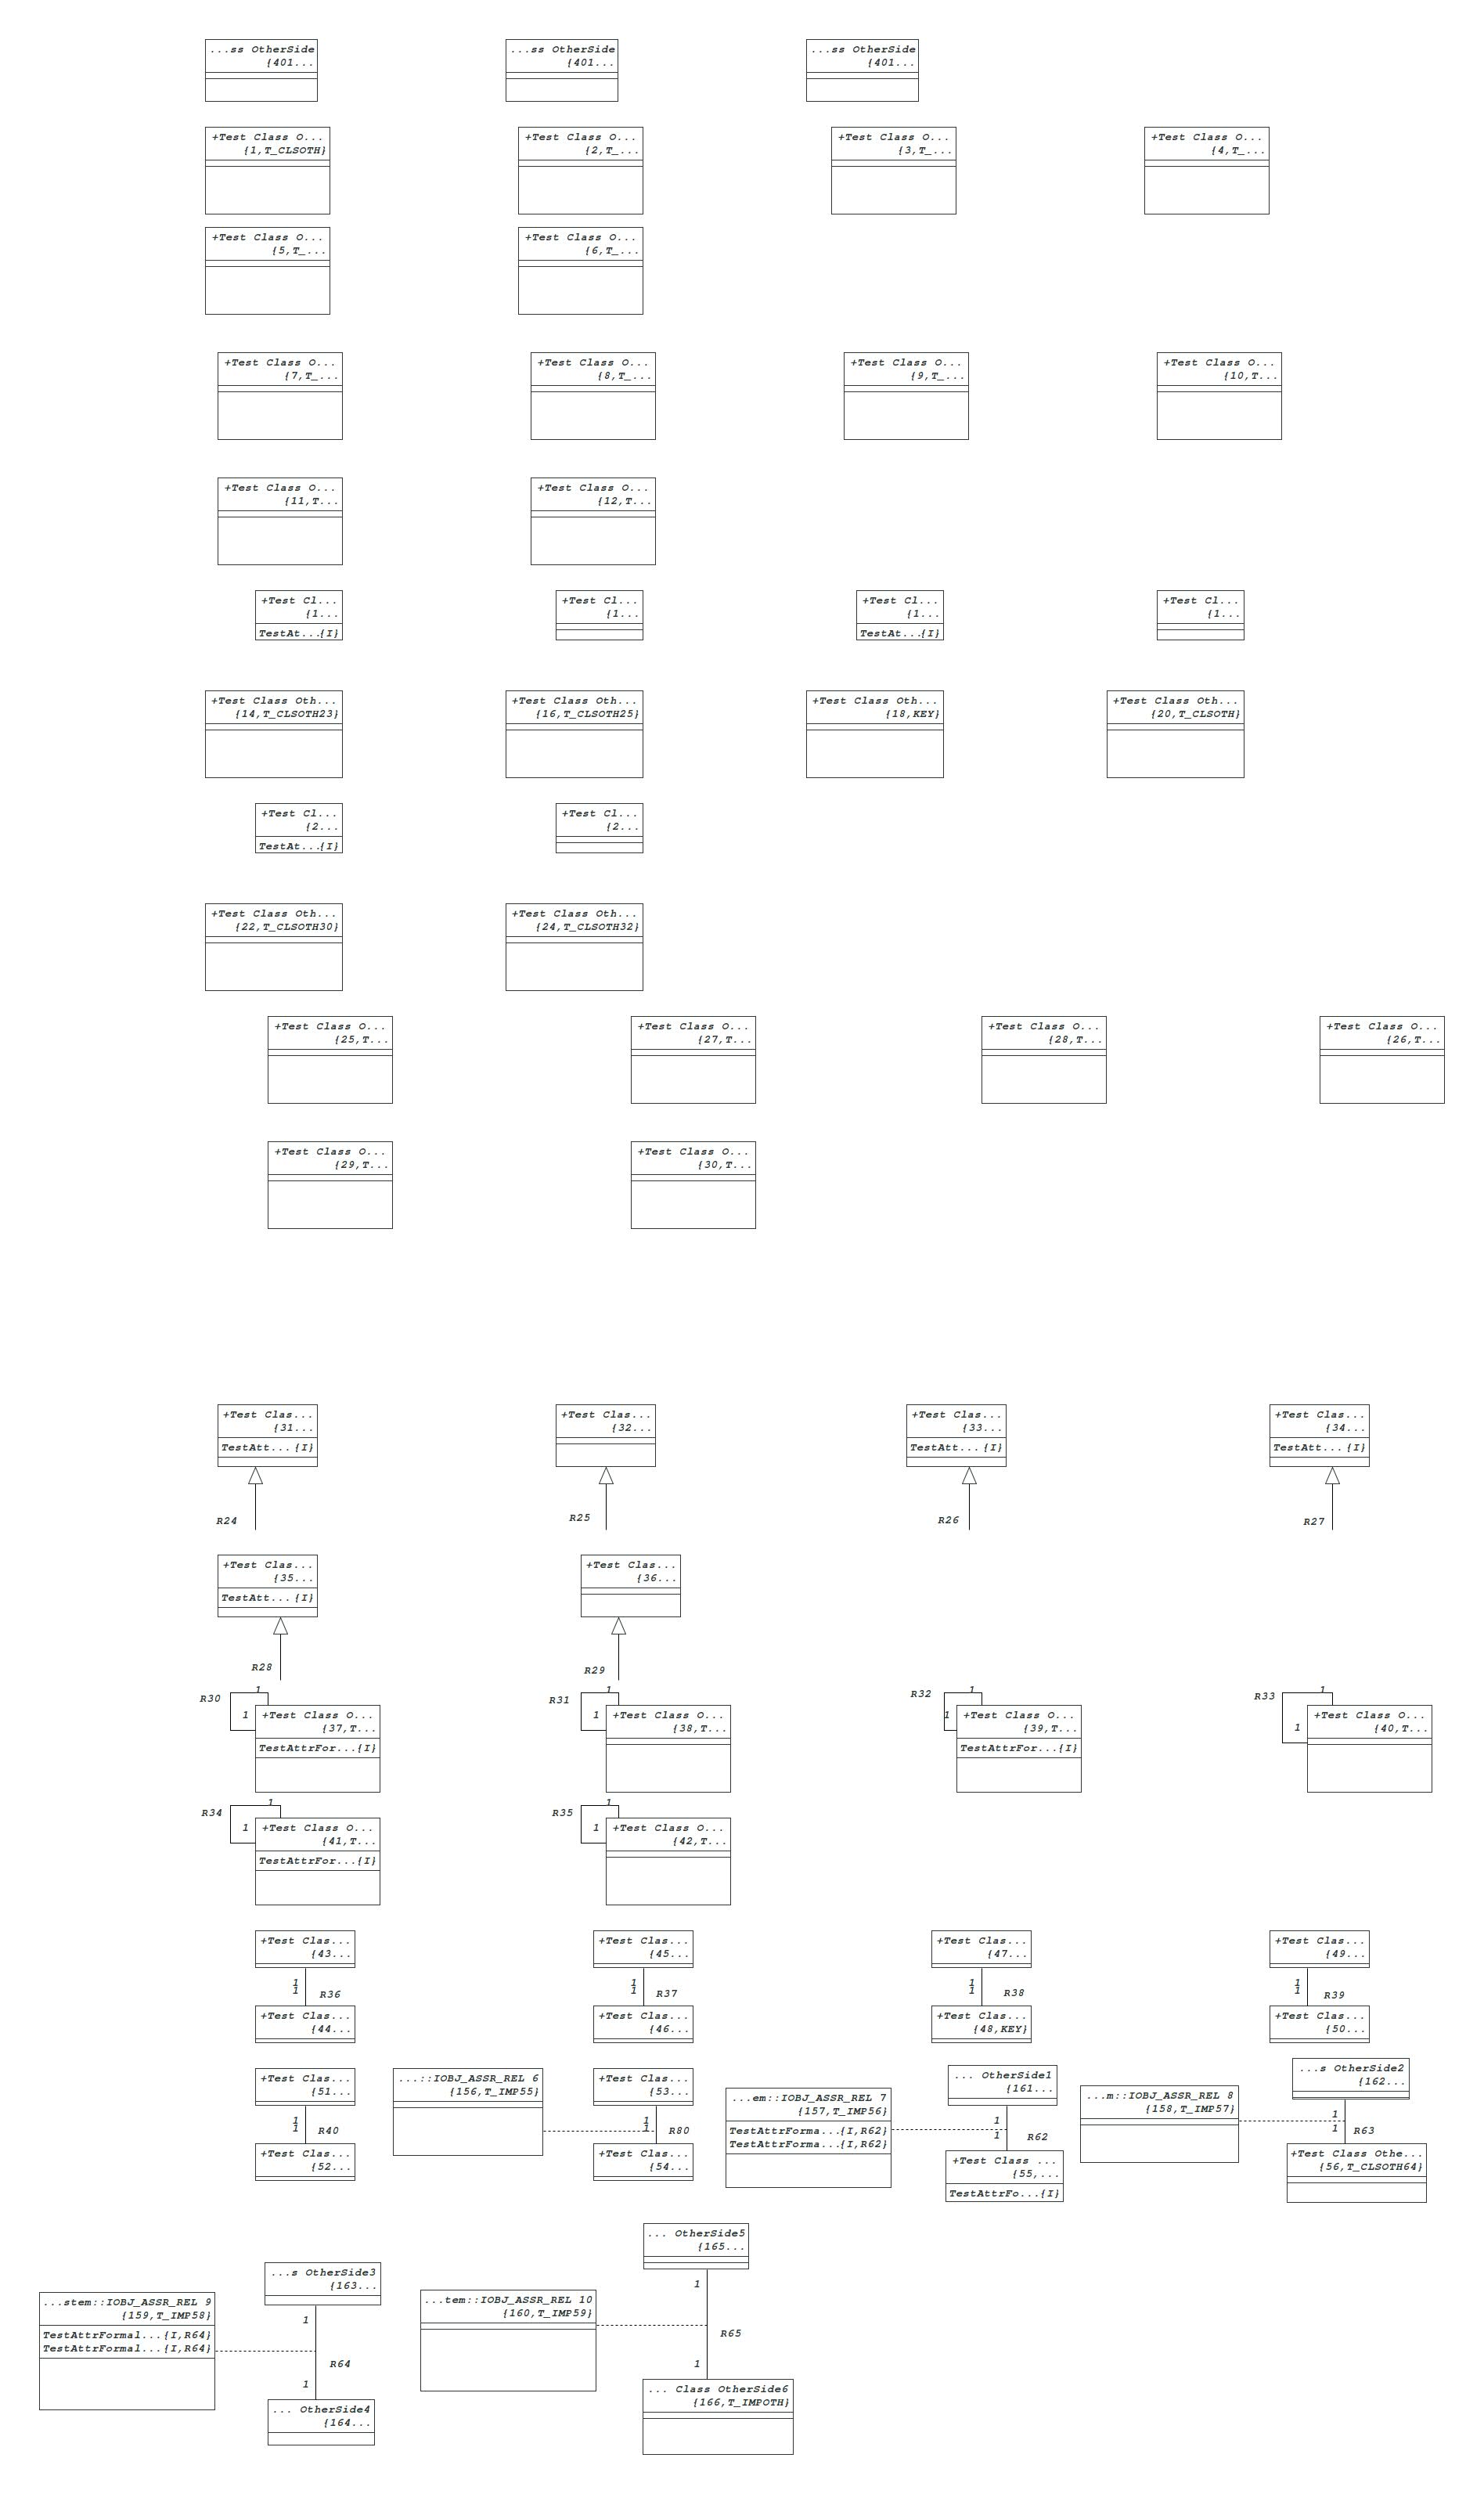 ...ss OtherSide
{401...
...ss OtherSide
{401...
...ss OtherSide
{401...
+Test Class O...
{1,T_CLSOTH}
+Test Class O...
{2,T_...
+Test Class O...
{3,T_...
+Test Class O...
{4,T_...
+Test Class O...
{5,T_...
+Test Class O...
{6,T_...
+Test Class O...
{7,T_...
+Test Class O...
{8,T_...
+Test Class O...
{9,T_...
+Test Class O...
{10,T...
+Test Class O...
{11,T...
+Test Class O...
{12,T...
+Test Cl...
{1...
TestAt...{I}
+Test Cl...
{1...
+Test Cl...
{1...
TestAt...{I}
+Test Cl...
{1...
+Test Class Oth...
{14,T_CLSOTH23}
+Test Class Oth...
{16,T_CLSOTH25}
+Test Class Oth...
{18,KEY}
+Test Class Oth...
{20,T_CLSOTH}
+Test Cl...
{2...
TestAt...{I}
+Test Cl...
{2...
+Test Class Oth...
{22,T_CLSOTH30}
+Test Class Oth...
{24,T_CLSOTH32}
+Test Class O...
{25,T...
+Test Class O...
{27,T...
+Test Class O...
{28,T...
+Test Class O...
{26,T...
+Test Class O...
{29,T...
+Test Class O...
{30,T...
+Test Clas...
{31...
TestAtt... {I}
+Test Clas...
{32...
+Test Clas...
{33...
TestAtt... {I}
+Test Clas...
{34...
TestAtt... {I}
R24
R25
R26
R27
+Test Clas...
{35...
TestAtt... {I}
+Test Clas...
{36...
R28
R29
R30
1
1
+Test Class O...
{37,T...
TestAttrFor...{I}
R31
1
1
+Test Class O...
{38,T...
R32
1
1
+Test Class O...
{39,T...
TestAttrFor...{I}
R33
1
1
+Test Class O...
{40,T...
R34
1
1
+Test Class O...
{41,T...
TestAttrFor...{I}
R35
1
1
+Test Class O...
{42,T...
+Test Clas...
{43...
1
1
R36
+Test Clas...
{44...
+Test Clas...
{45...
1
1
R37
+Test Clas...
{46...
+Test Clas...
{47...
1
1
R38
+Test Clas...
{48,KEY}
+Test Clas...
{49...
1
1
R39
+Test Clas...
{50...
+Test Clas...
{51...
1
1
R40
+Test Clas...
{52...
...::IOBJ_ASSR_REL 6
{156,T_IMP55}
+Test Clas...
{53...
1
1
R80
+Test Clas...
{54...
...em::IOBJ_ASSR_REL 7
{157,T_IMP56}
TestAttrForma...{I,R62}
TestAttrForma...{I,R62}
... OtherSide1
{161...
1
1
R62
+Test Class ...
{55,...
TestAttrFo...{I}
...m::IOBJ_ASSR_REL 8
{158,T_IMP57}
...s OtherSide2
{162...
1
1
R63
+Test Class Othe...
{56,T_CLSOTH64}
...stem::IOBJ_ASSR_REL 9
{159,T_IMP58}
TestAttrFormal...{I,R64}
TestAttrFormal...{I,R64}
...s OtherSide3
{163...
1
R64
1
... OtherSide4
{164...
...tem::IOBJ_ASSR_REL 10
{160,T_IMP59}
... OtherSide5
{165...
1
R65
1
... Class OtherSide6
{166,T_IMPOTH}